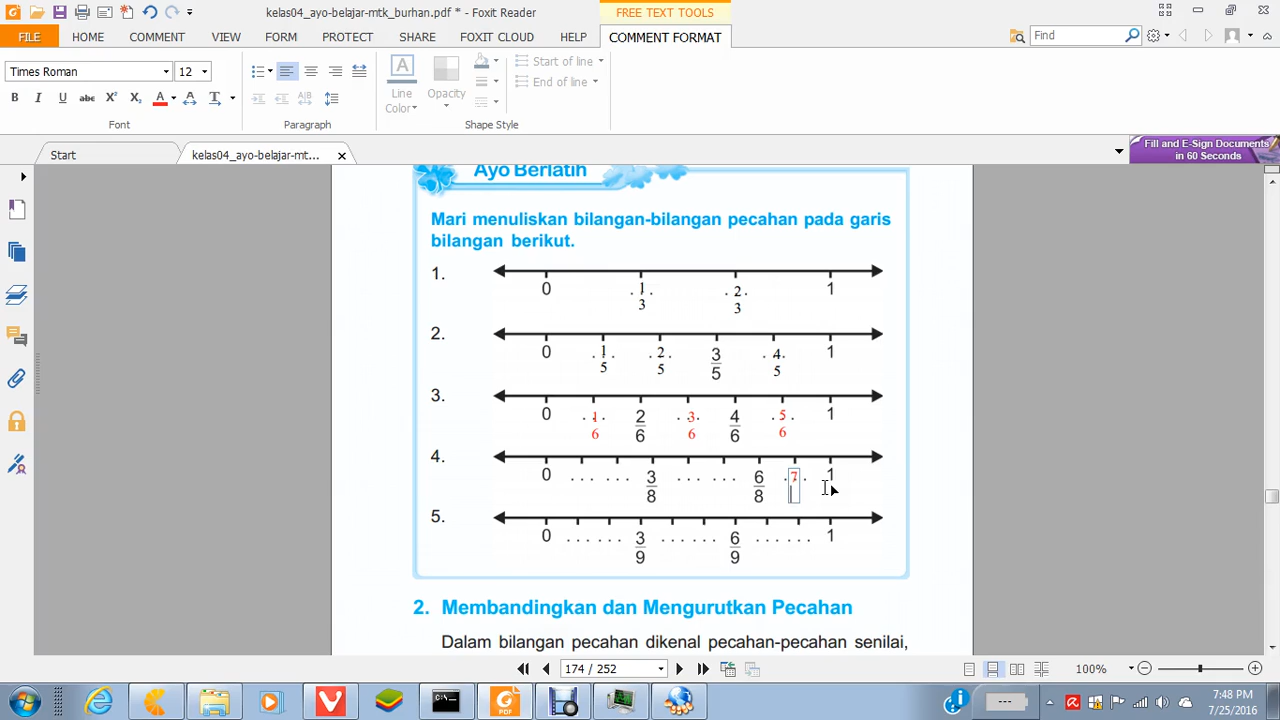 kelas04_ayo-belajar-mtk_burhan.pdf * - Foxit Reader
FREE TEXT TOOLS
FILE HOME COMMENT VIEW FORM PROTECT SHARE FOXIT CLOUD HELP COMMENT FORMAT
Find
Times Roman 12
Line Color
Opacity
Start of line
End of line
Font
Paragraph
Shape Style
Start
kelas04_ayo-belajar-mt...
Fill and E-Sign Documents
in 60 Seconds
Ayo Berlatih
Mari menuliskan bilangan-bilangan pecahan pada garis
bilangan berikut.
1.
0 . 1 . . 2 . 1
3 3
2.
0 . 1 . . 2 . 3 . 4 . 1
5 5 5 5
3.
0 . 1 . 2 . 3 . 4 . 5 . 1
6 6 6 6 6
4.
0 . . . . . . 3 . . . . . . 6 . 7 . 1
8 8
5.
0 . . . . . . 3 . . . . . . 6 . . . . . . 1
9 9
2. Membandingkan dan Mengurutkan Pecahan
Dalam bilangan pecahan dikenal pecahan-pecahan senilai,
174 / 252
100%
7:48 PM
7/25/2016